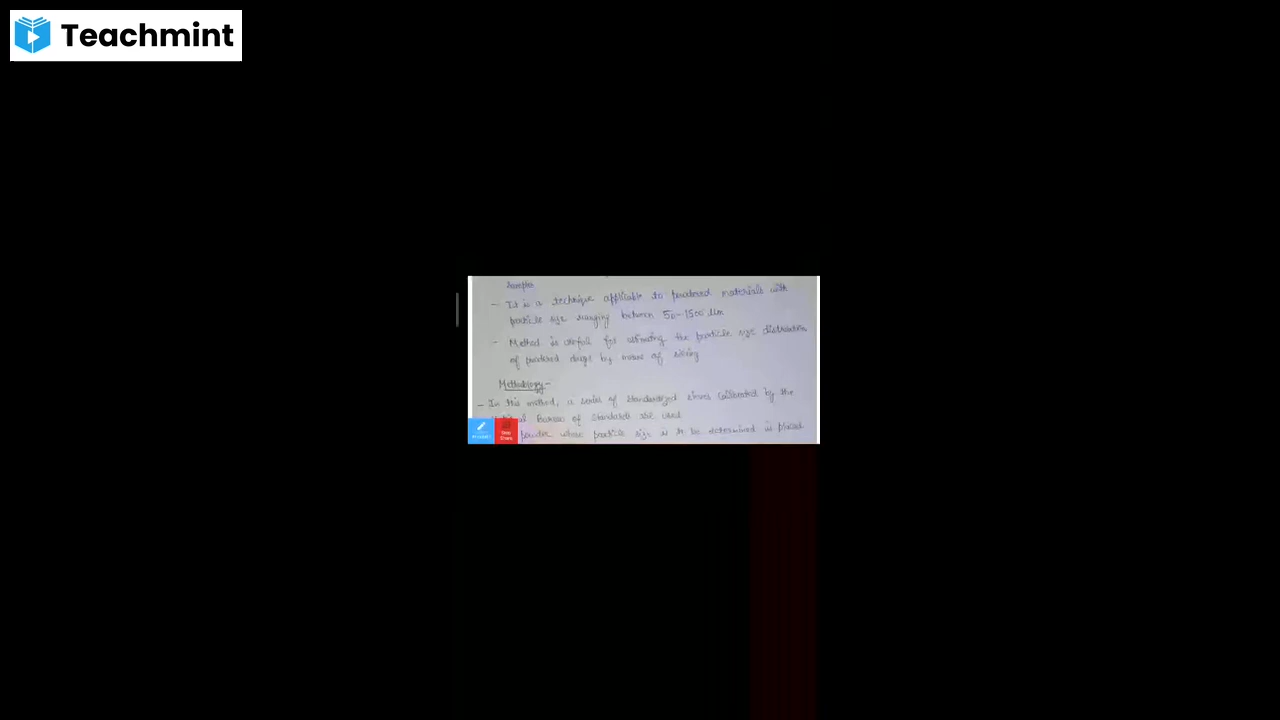 Teachmint
Samples
- It is a technique applicable to powdered materials with
particle size ranging between 50-1500 µm
- Method is useful for estimating the particle size distribution
of powdered drugs by means of sieving
Methodology-
- In this method, a series of standardized sieves calibrated by the
Bureau of Standards are used
powder whose particle size is to be determined is placed